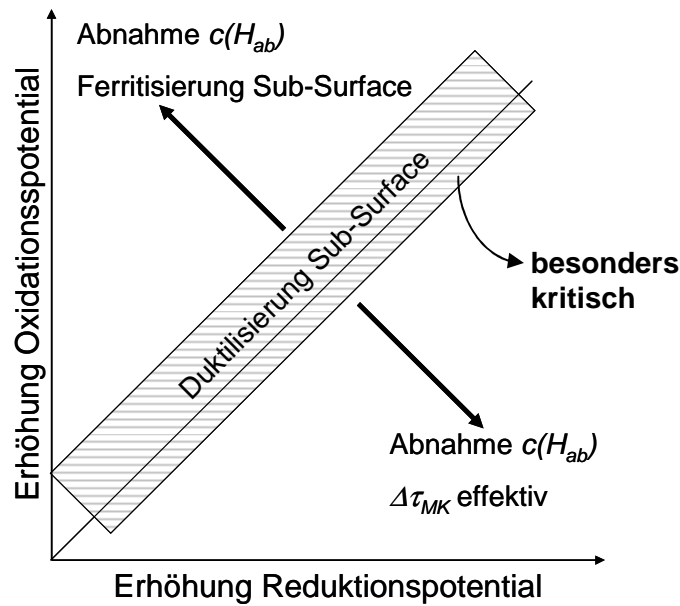 Abnahme c(Hab)
Ferritisierung Sub-Surface
Erhöhung Oxidationsspotential
Duktilisierung Sub-Surface
besonders
kritisch
Abnahme c(Hab)
ΔτMK effektiv
Erhöhung Reduktionspotential